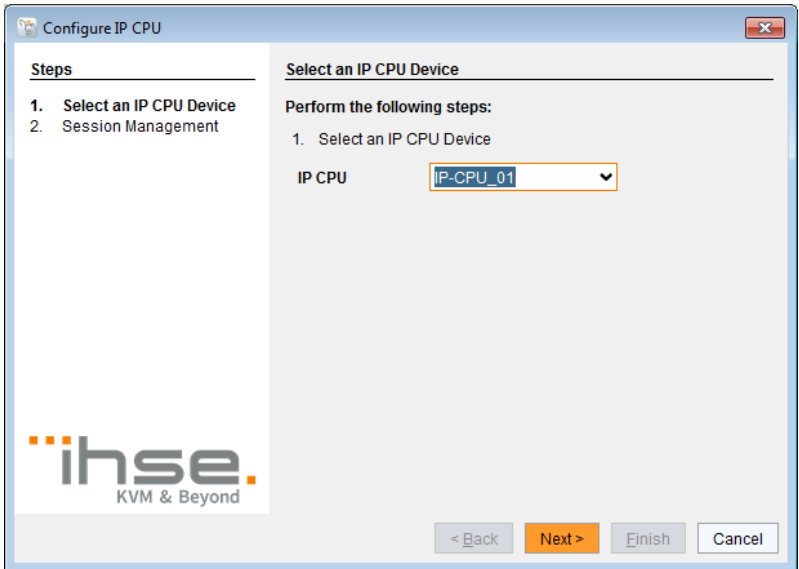 Configure IP CPU
Steps
1. Select an IP CPU Device
2. Session Management
Select an IP CPU Device
Perform the following steps:
1. Select an IP CPU Device
IP CPU IP-CPU_01
ihse.
KVM & Beyond
< Back Next > Finish Cancel